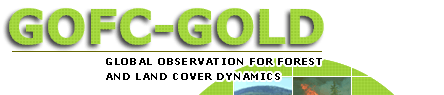 GOFC-GOLD
GLOBAL OBSERVATION FOR FOREST
AND LAND COVER DYNAMICS